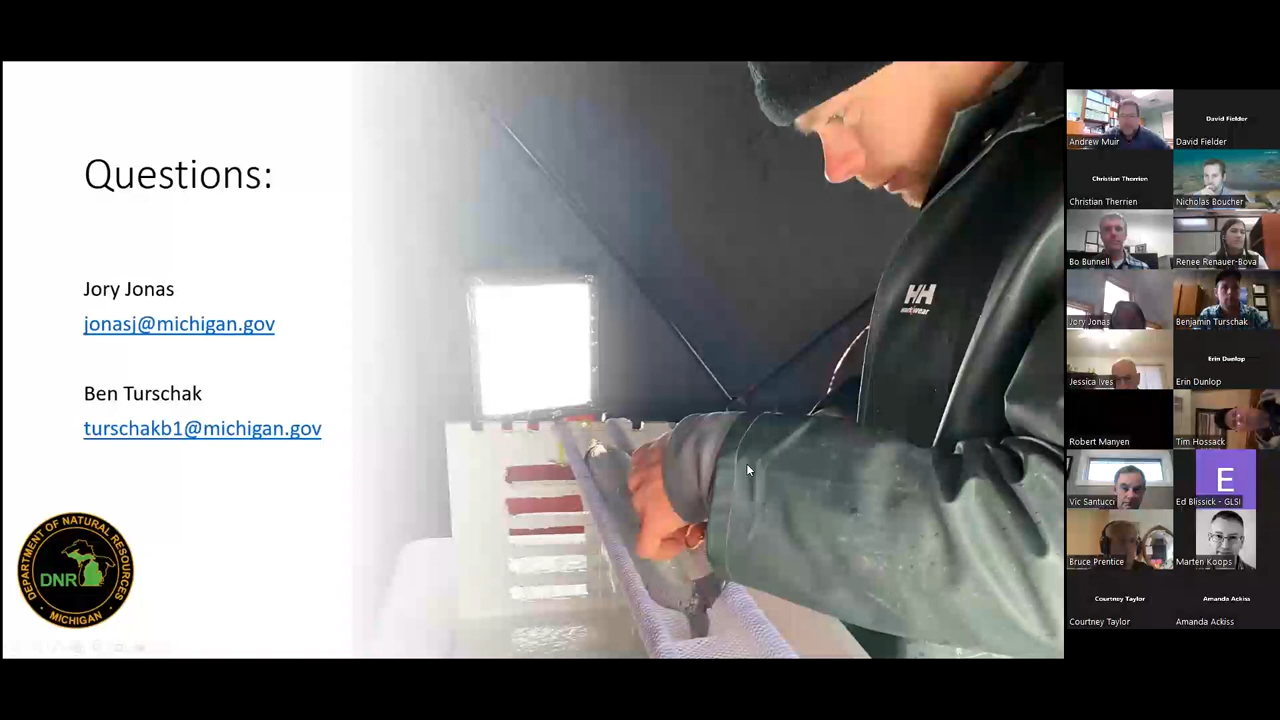 Questions:
Jory Jonas
jonasj@michigan.gov
Ben Turschak
turschakb1@michigan.gov
DEPARTMENT OF NATURAL RESOURCES
DNR
MICHIGAN
HH
Andrew Muir
David Fielder
David Fielder
Christian Therrien
Christian Therrien
Nicholas Boucher
Bo Bunnell
Renee Renauer-Bova
Jory Jonas
Benjamin Turschak
Jessica Ives
Erin Dunlop
Erin Dunlop
Robert Manyen
Tim Hossack
Vic Santucci
E
Ed Blissick - GLSI
Bruce Prentice
Marten Koops
Courtney Taylor
Courtney Taylor
Amanda Ackiss
Amanda Ackiss